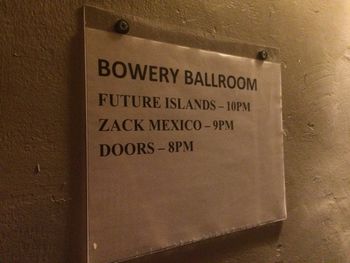 BOWERY BALLROOM
FUTURE ISLANDS – 10PM
ZACK MEXICO – 9PM
DOORS – 8PM